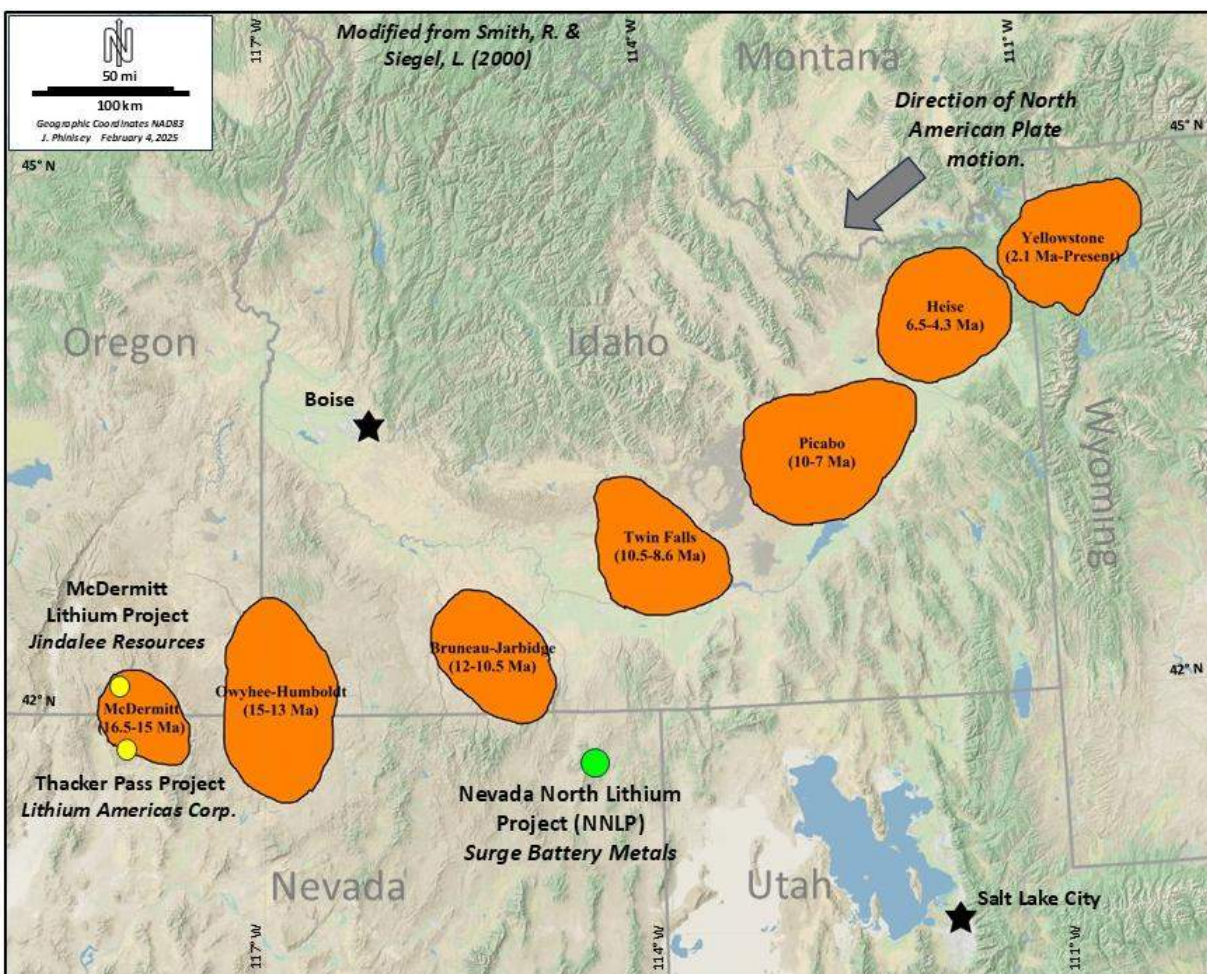 50 mi
100 km
Geographic Coordinates NAD83
J. Phinisey February 4, 2025
117° W
Modified from Smith, R. &
Siegel, L. (2000)
114° W
Montana
111° W
Direction of North
American Plate
motion.
45° N
45° N
Yellowstone
(2.1 Ma-Present)
Heise
6.5-4.3 Ma)
Oregon
Idaho
Boise
Wyoming
Picabo
(10-7 Ma)
Twin Falls
(10.5-8.6 Ma)
McDermitt
Lithium Project
Jindalee Resources
Bruneau-Jarbidge
(12-10.5 Ma)
42° N
42° N
McDermitt
(16.5-15 Ma)
Owyhee-Humboldt
(15-13 Ma)
Thacker Pass Project
Lithium Americas Corp.
Nevada North Lithium
Project (NNLP)
Surge Battery Metals
Nevada
Utah
Salt Lake City
117° W
114° W
111° W